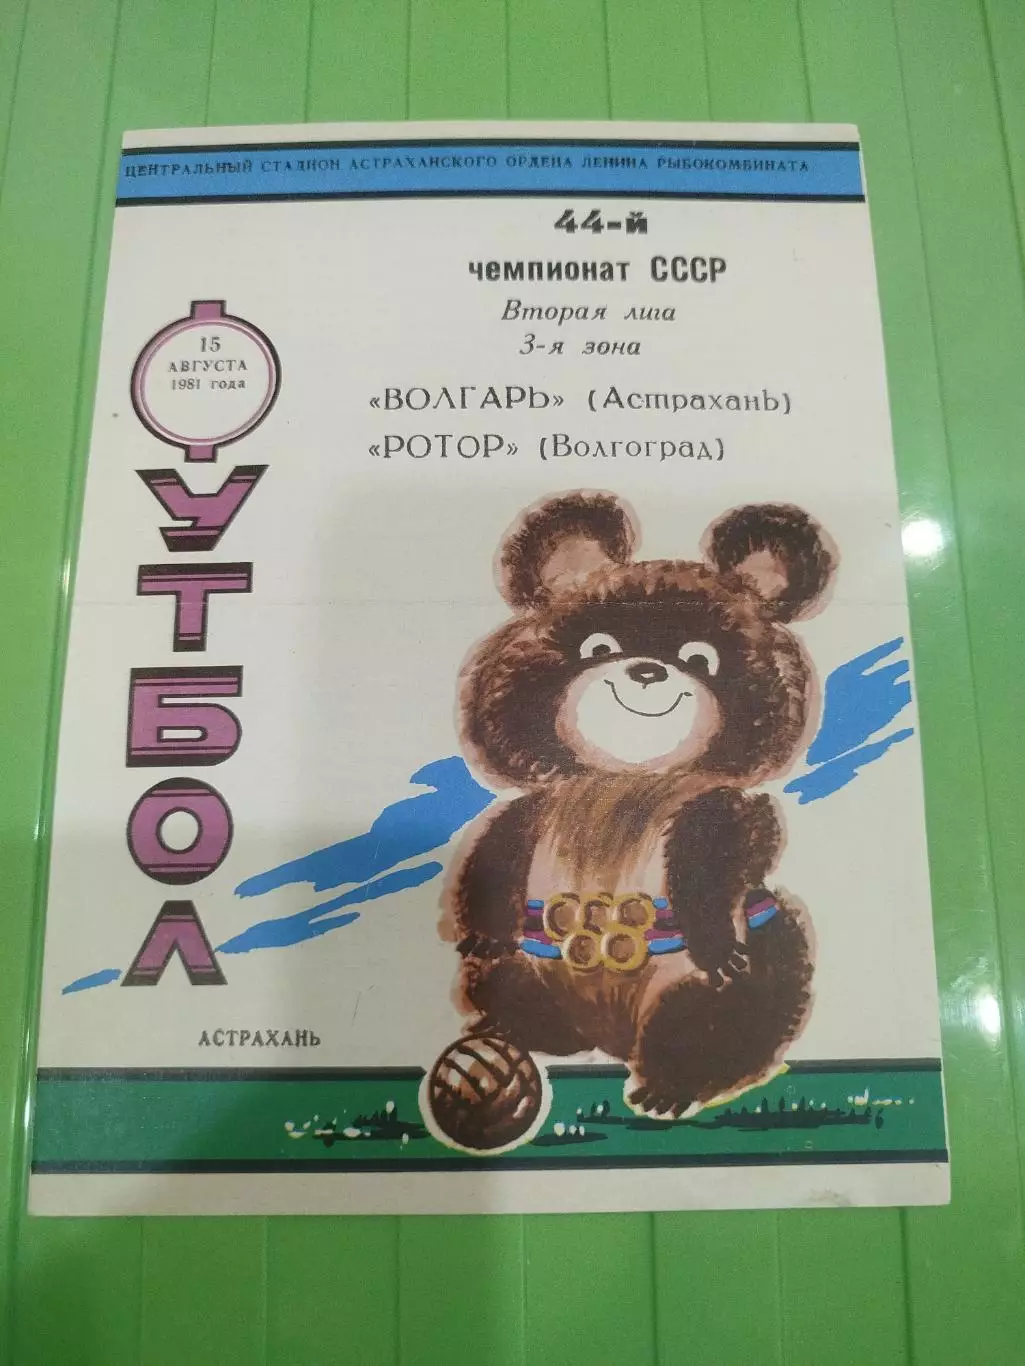 ЦЕНТРАЛЬНЫЙ СТАДИОН АСТРАХАНСКОГО ОРДЕНА ЛЕНИНА РЫБОКОМБИНАТА
44-й
чемпионат СССР
Вторая лига
3-я зона
«ВОЛГАРЬ» (Астрахань)
«РОТОР» (Волгоград)
15
АВГУСТА
1981 года
ФУТБОЛ
АСТРАХАНЬ